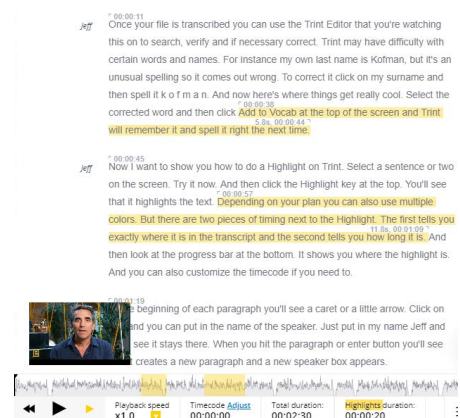 00:00:11
jeff
Once your file is transcribed you can use the Trint Editor that you're watching
this on to search, verify and if necessary correct. Trint may have difficulty with
certain words and names. For instance my own last name is Kofman, but it's an
unusual spelling so it comes out wrong. To correct it click on my surname and
then spell it k o f m a n. And now here's where things get really cool. Select the
00:00:38
corrected word and then click Add to Vocab at the top of the screen and Trint
5.8s, 00:00:44
will remember it and spell it right the next time.
00:00:45
jeff
Now I want to show you how to do a Highlight on Trint. Select a sentence or two
on the screen. Try it now. And then click the Highlight key at the top. You'll see
00:00:57
that it highlights the text. Depending on your plan you can also use multiple
colors. But there are two pieces of timing next to the Highlight. The first tells you
11.8s, 00:01:09
exactly where it is in the transcript and the second tells you how long it is. And
then look at the progress bar at the bottom. It shows you where the highlight is.
And you can also customize the timecode if you need to.
00:01:19
e beginning of each paragraph you'll see a caret or a little arrow. Click on
and you can put in the name of the speaker. Just put in my name Jeff and
see it stays there. When you hit the paragraph or enter button you'll see
creates a new paragraph and a new speaker box appears.
Playback speed Timecode Adjust Total duration: Highlights duration:
x1.0 00:00:00 00:02:30 00:00:20